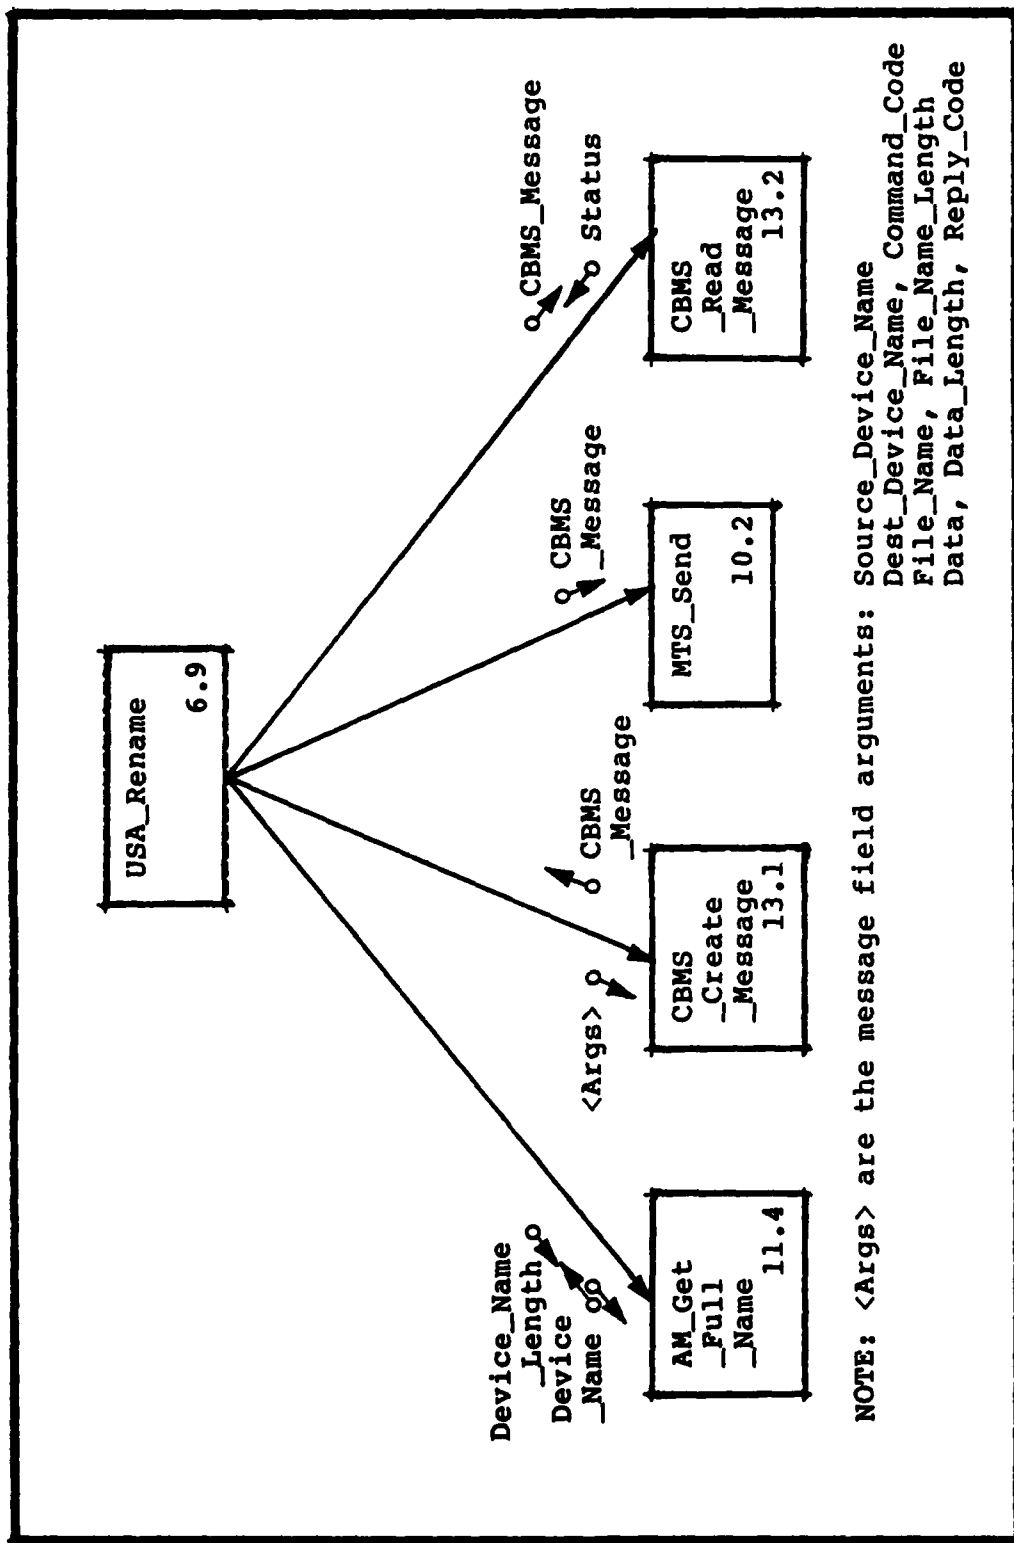 USA_Rename
6.9
Device_Name
_Length
Device
_Name
<Args>
CBMS
_Message
CBMS
_Message
CBMS_Message
Status
AM_Get
_Full
_Name
11.4
CBMS
_Create
_Message
13.1
MTS_Send
10.2
CBMS
_Read
_Message
13.2
NOTE: <Args> are the message field arguments: Source_Device_Name
Dest_Device_Name, Command_Code
File_Name, File_Name_Length
Data, Data_Length, Reply_Code